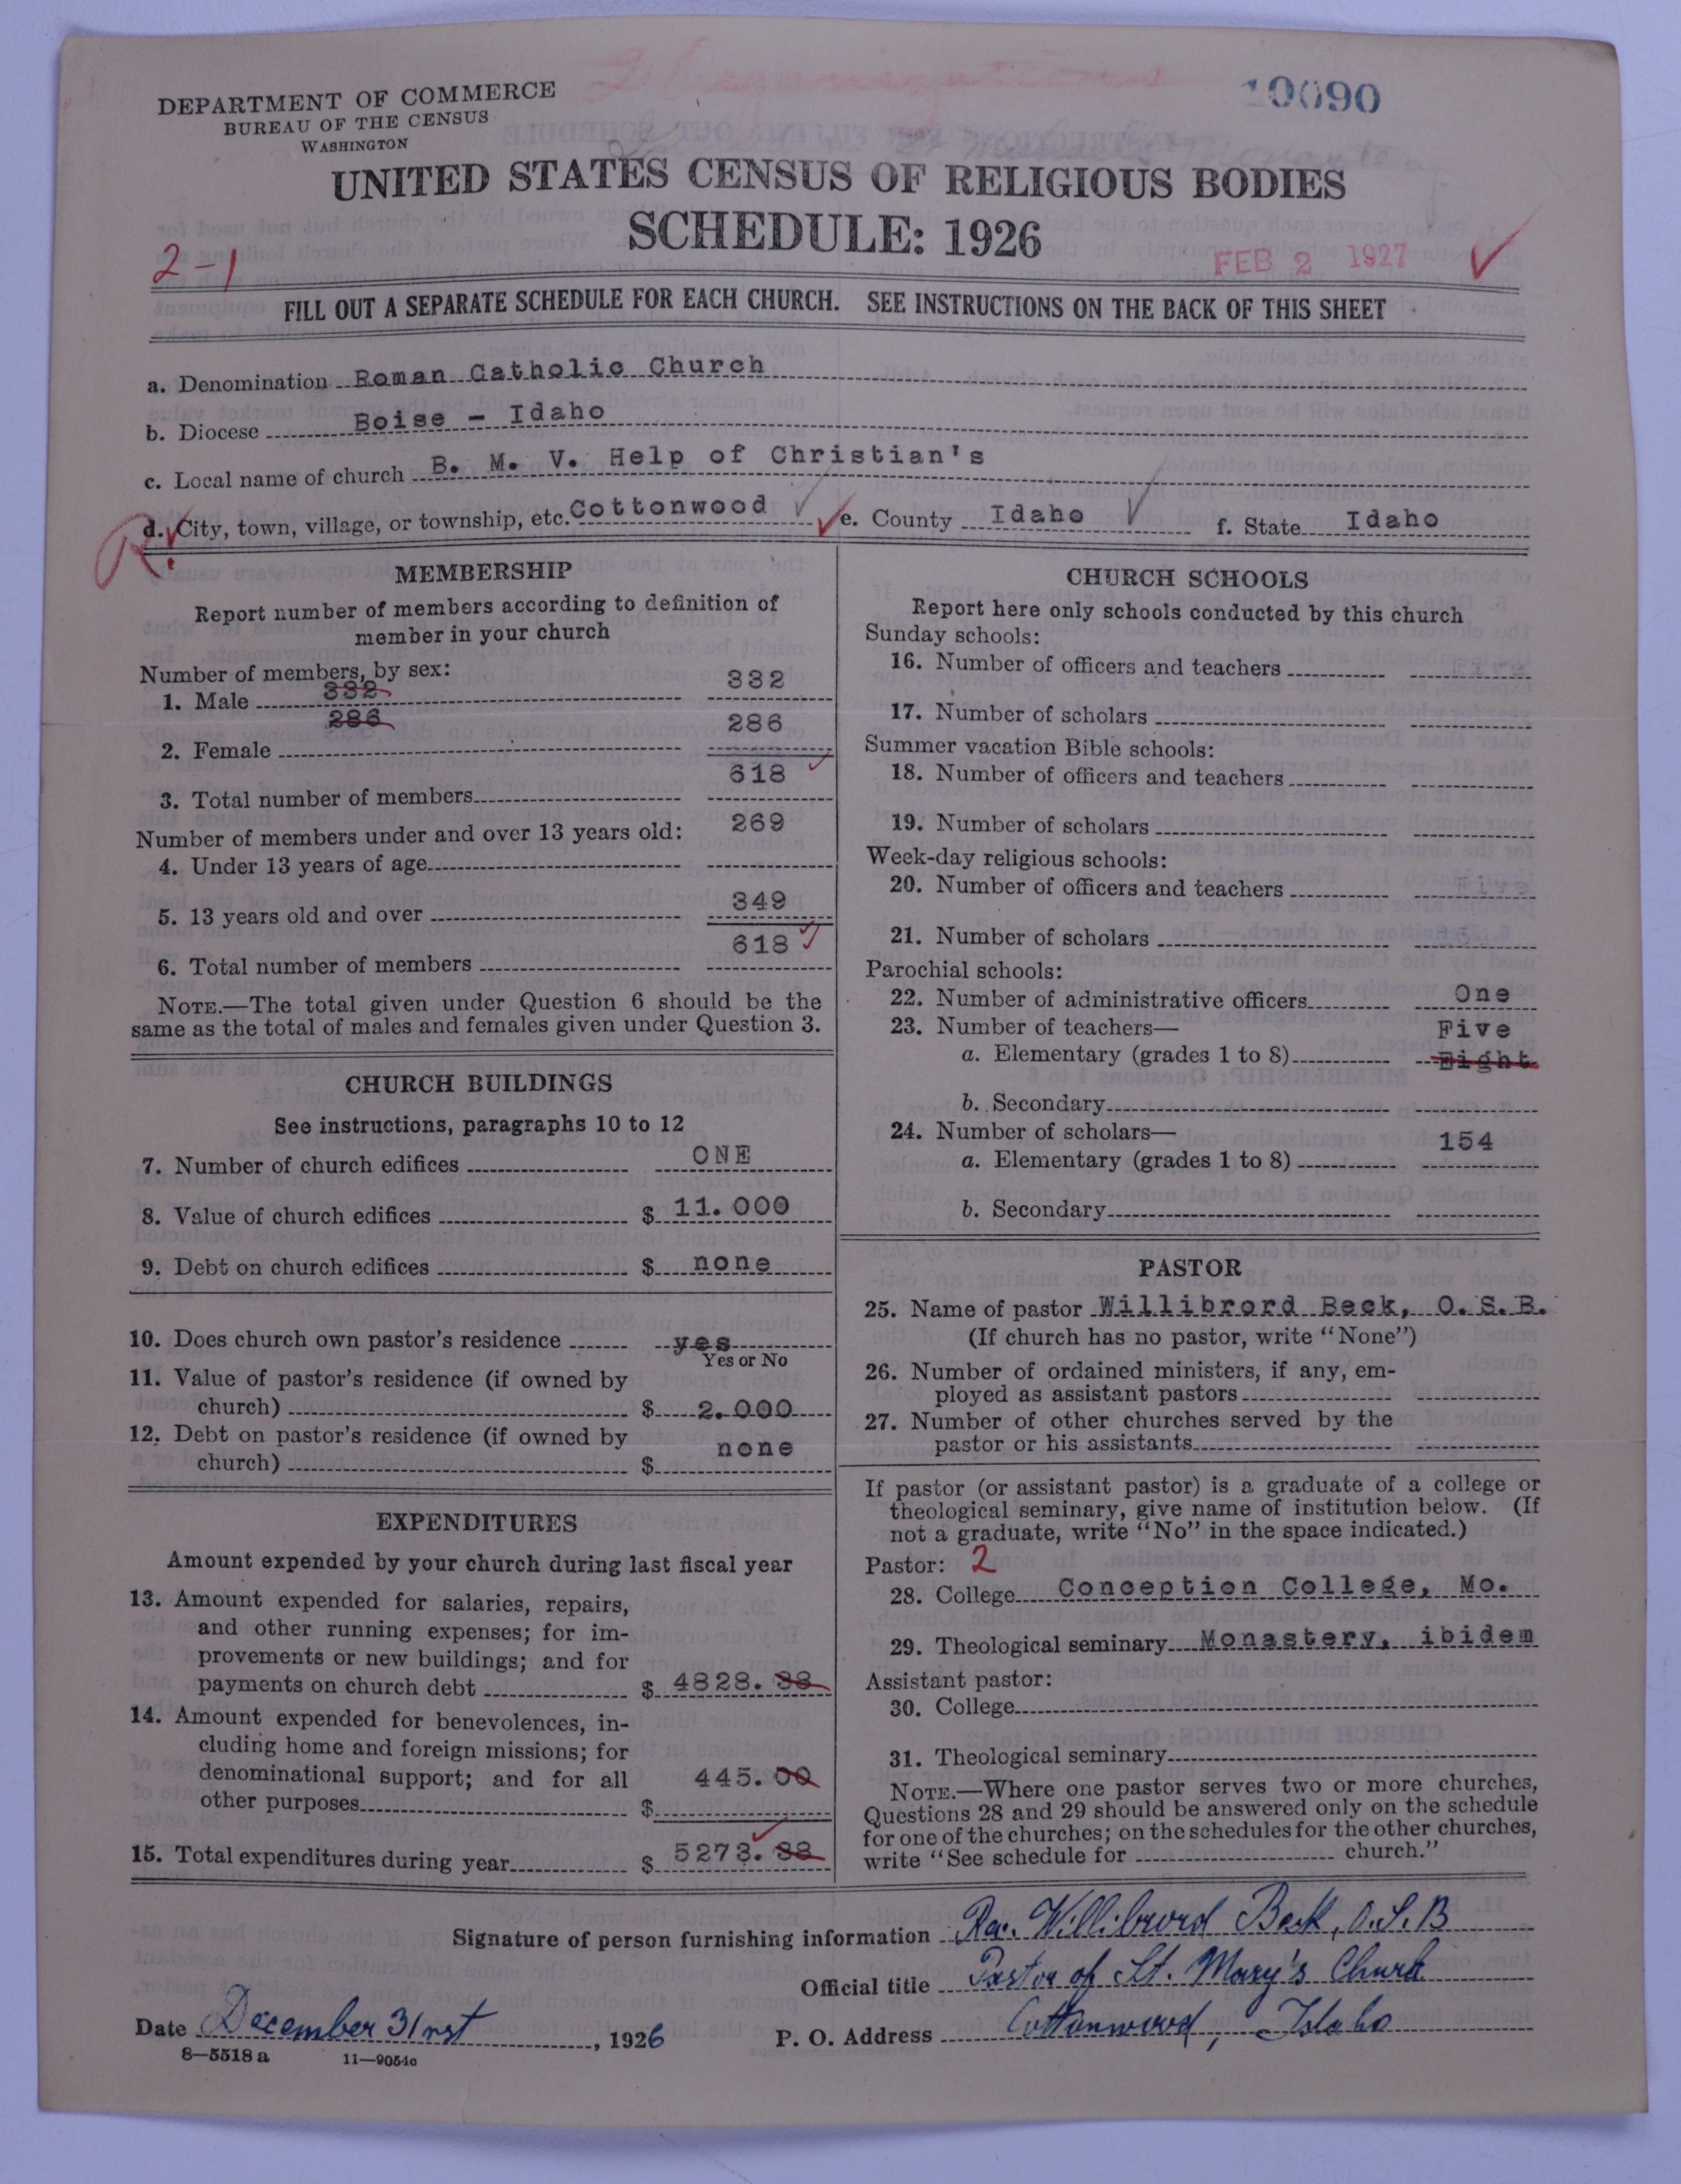 DEPARTMENT OF COMMERCE
BUREAU OF THE CENSUS
WASHINGTON
10090
UNITED STATES CENSUS OF RELIGIOUS BODIES
SCHEDULE: 1926
2-1
FEB 2 1927
FILL OUT A SEPARATE SCHEDULE FOR EACH CHURCH. SEE INSTRUCTIONS ON THE BACK OF THIS SHEET
a. Denomination Roman Catholic Church
b. Diocese Boise - Idaho
c. Local name of church B. M. V. Help of Christian's
R. d. City, town, village, or township, etc. Cottonwood e. County Idaho f. State Idaho
MEMBERSHIP
Report number of members according to definition of
member in your church
Number of members, by sex:
1. Male 332 332
286
2. Female 286
3. Total number of members 618
Number of members under and over 13 years old:
4. Under 13 years of age 269
5. 13 years old and over 349
6. Total number of members 618
NOTE.—The total given under Question 6 should be the
same as the total of males and females given under Question 3.
CHURCH BUILDINGS
See instructions, paragraphs 10 to 12
7. Number of church edifices ONE
8. Value of church edifices $ 11.000
9. Debt on church edifices $ none
10. Does church own pastor's residence yes
Yes or No
11. Value of pastor's residence (if owned by
church) $ 2.000
12. Debt on pastor's residence (if owned by
church) $ none
EXPENDITURES
Amount expended by your church during last fiscal year
13. Amount expended for salaries, repairs,
and other running expenses; for im-
provements or new buildings; and for
payments on church debt $ 4828.38
14. Amount expended for benevolences, in-
cluding home and foreign missions; for
denominational support; and for all
other purposes $ 445.00
15. Total expenditures during year $ 5273.38
CHURCH SCHOOLS
Report here only schools conducted by this church
Sunday schools:
16. Number of officers and teachers Five
17. Number of scholars
Summer vacation Bible schools:
18. Number of officers and teachers
19. Number of scholars
Week-day religious schools:
20. Number of officers and teachers Five
21. Number of scholars
Parochial schools:
22. Number of administrative officers One
23. Number of teachers— Five
a. Elementary (grades 1 to 8) Eight
b. Secondary
24. Number of scholars—
a. Elementary (grades 1 to 8) 154
b. Secondary
PASTOR
25. Name of pastor Willibrord Beck, O. S. B.
(If church has no pastor, write "None")
26. Number of ordained ministers, if any, em-
ployed as assistant pastors
27. Number of other churches served by the
pastor or his assistants
If pastor (or assistant pastor) is a graduate of a college or
theological seminary, give name of institution below. (If
not a graduate, write "No" in the space indicated.)
Pastor: 2
28. College Conception College, Mo.
29. Theological seminary Monastery, ibidem
Assistant pastor:
30. College
31. Theological seminary
NOTE.—Where one pastor serves two or more churches,
Questions 28 and 29 should be answered only on the schedule
for one of the churches; on the schedules for the other churches,
write "See schedule for church."
Signature of person furnishing information Rev. Willibrord Beck, O.S.B
Official title Pastor of St. Mary's Church
Date December 31rst, 1926 P. O. Address Cottonwood, Idaho
8—5518 a 11—9054c